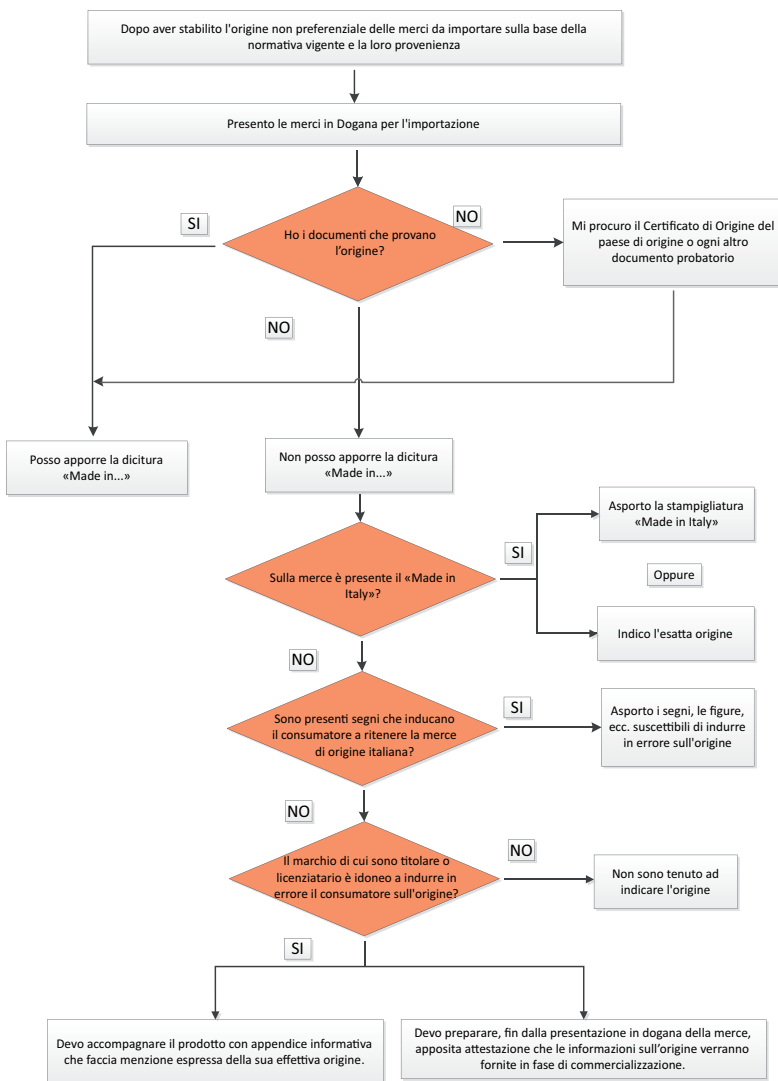 Dopo aver stabilito l'origine non preferenziale delle merci da importare sulla base della
normativa vigente e la loro provenienza
Presento le merci in Dogana per l'importazione
SI
NO
Ho i documenti che provano
l'origine?
Mi procuro il Certificato di Origine del
paese di origine o ogni altro
documento probatorio
NO
Posso apporre la dicitura
«Made in...»
Non posso apporre la dicitura
«Made in...»
Asporto la stampigliatura
«Made in Italy»
SI
Sulla merce è presente il «Made in
Italy»?
Oppure
Indico l'esatta origine
NO
Sono presenti segni che inducano
il consumatore a ritenere la merce
di origine italiana?
SI
Asporto i segni, le figure,
ecc. suscettibili di indurre
in errore sull'origine
NO
Il marchio di cui sono titolare o
licenziatario è idoneo a indurre in
errore il consumatore sull'origine?
NO
Non sono tenuto ad
indicare l'origine
SI
Devo accompagnare il prodotto con appendice informativa
che faccia menzione espressa della sua effettiva origine.
Devo preparare, fin dalla presentazione in dogana della merce,
apposita attestazione che le informazioni sull'origine verranno
fornite in fase di commercializzazione.